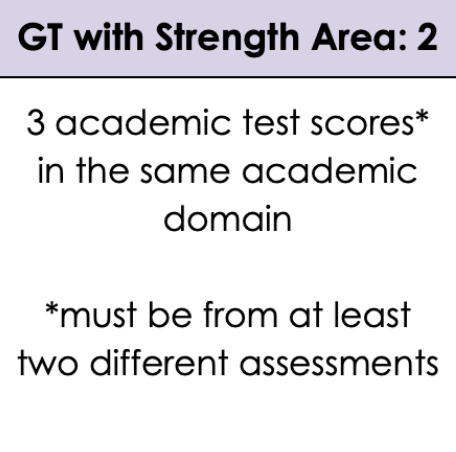 GT with Strength Area: 2
3 academic test scores*
in the same academic
domain
*must be from at least
two different assessments